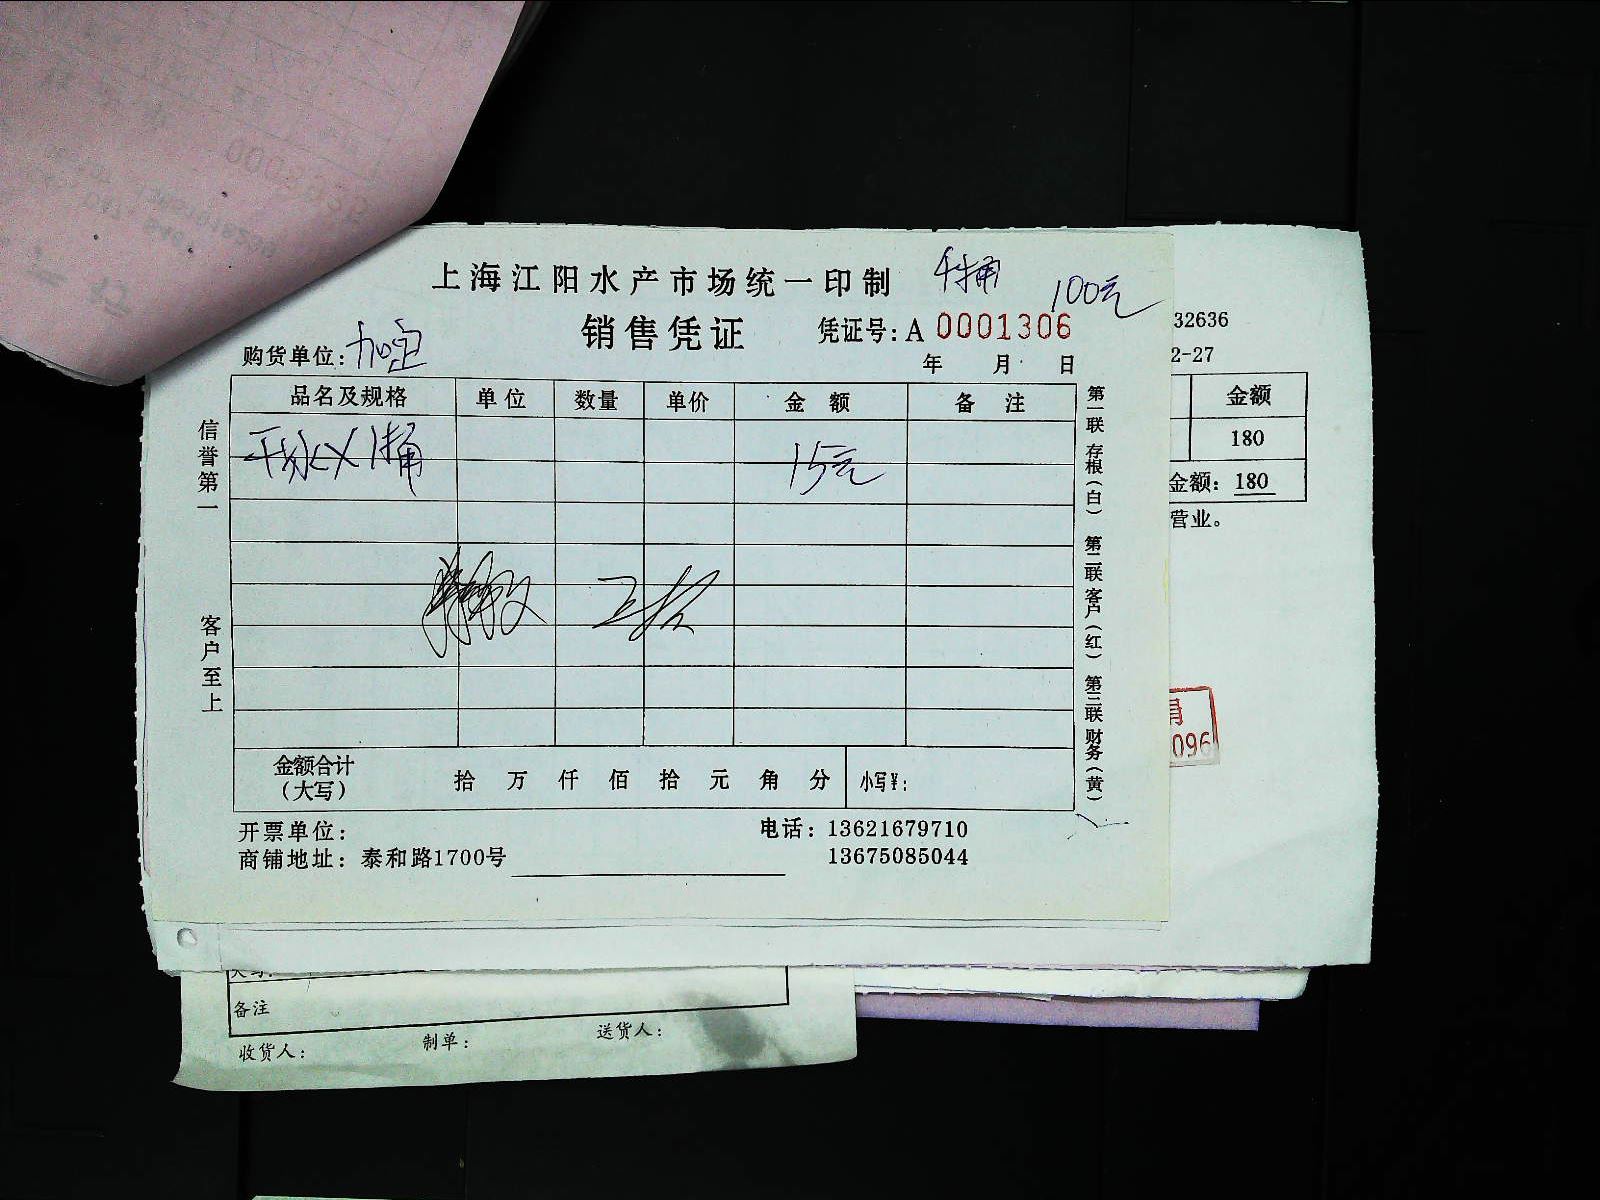 上海江阳水产市场统一印制
100元
销售凭证
凭证号:A 0001306
购货单位:加定
年 月 日
品名及规格 单位 数量 单价 金额 备注
1桶 15元
金额合计
(大写)
拾 万 仟 佰 拾 元 角 分 小写¥:
开票单位:
电话: 13621679710
商铺地址: 泰和路1700号
13675085044
信誉第一
客户至上
第一联 存根(白) 第二联 客户(红) 第三联 财务(黄)
32636
2-27
金额
180
金额: 180
营业。
096
备注
收货人:
制单:
送货人: